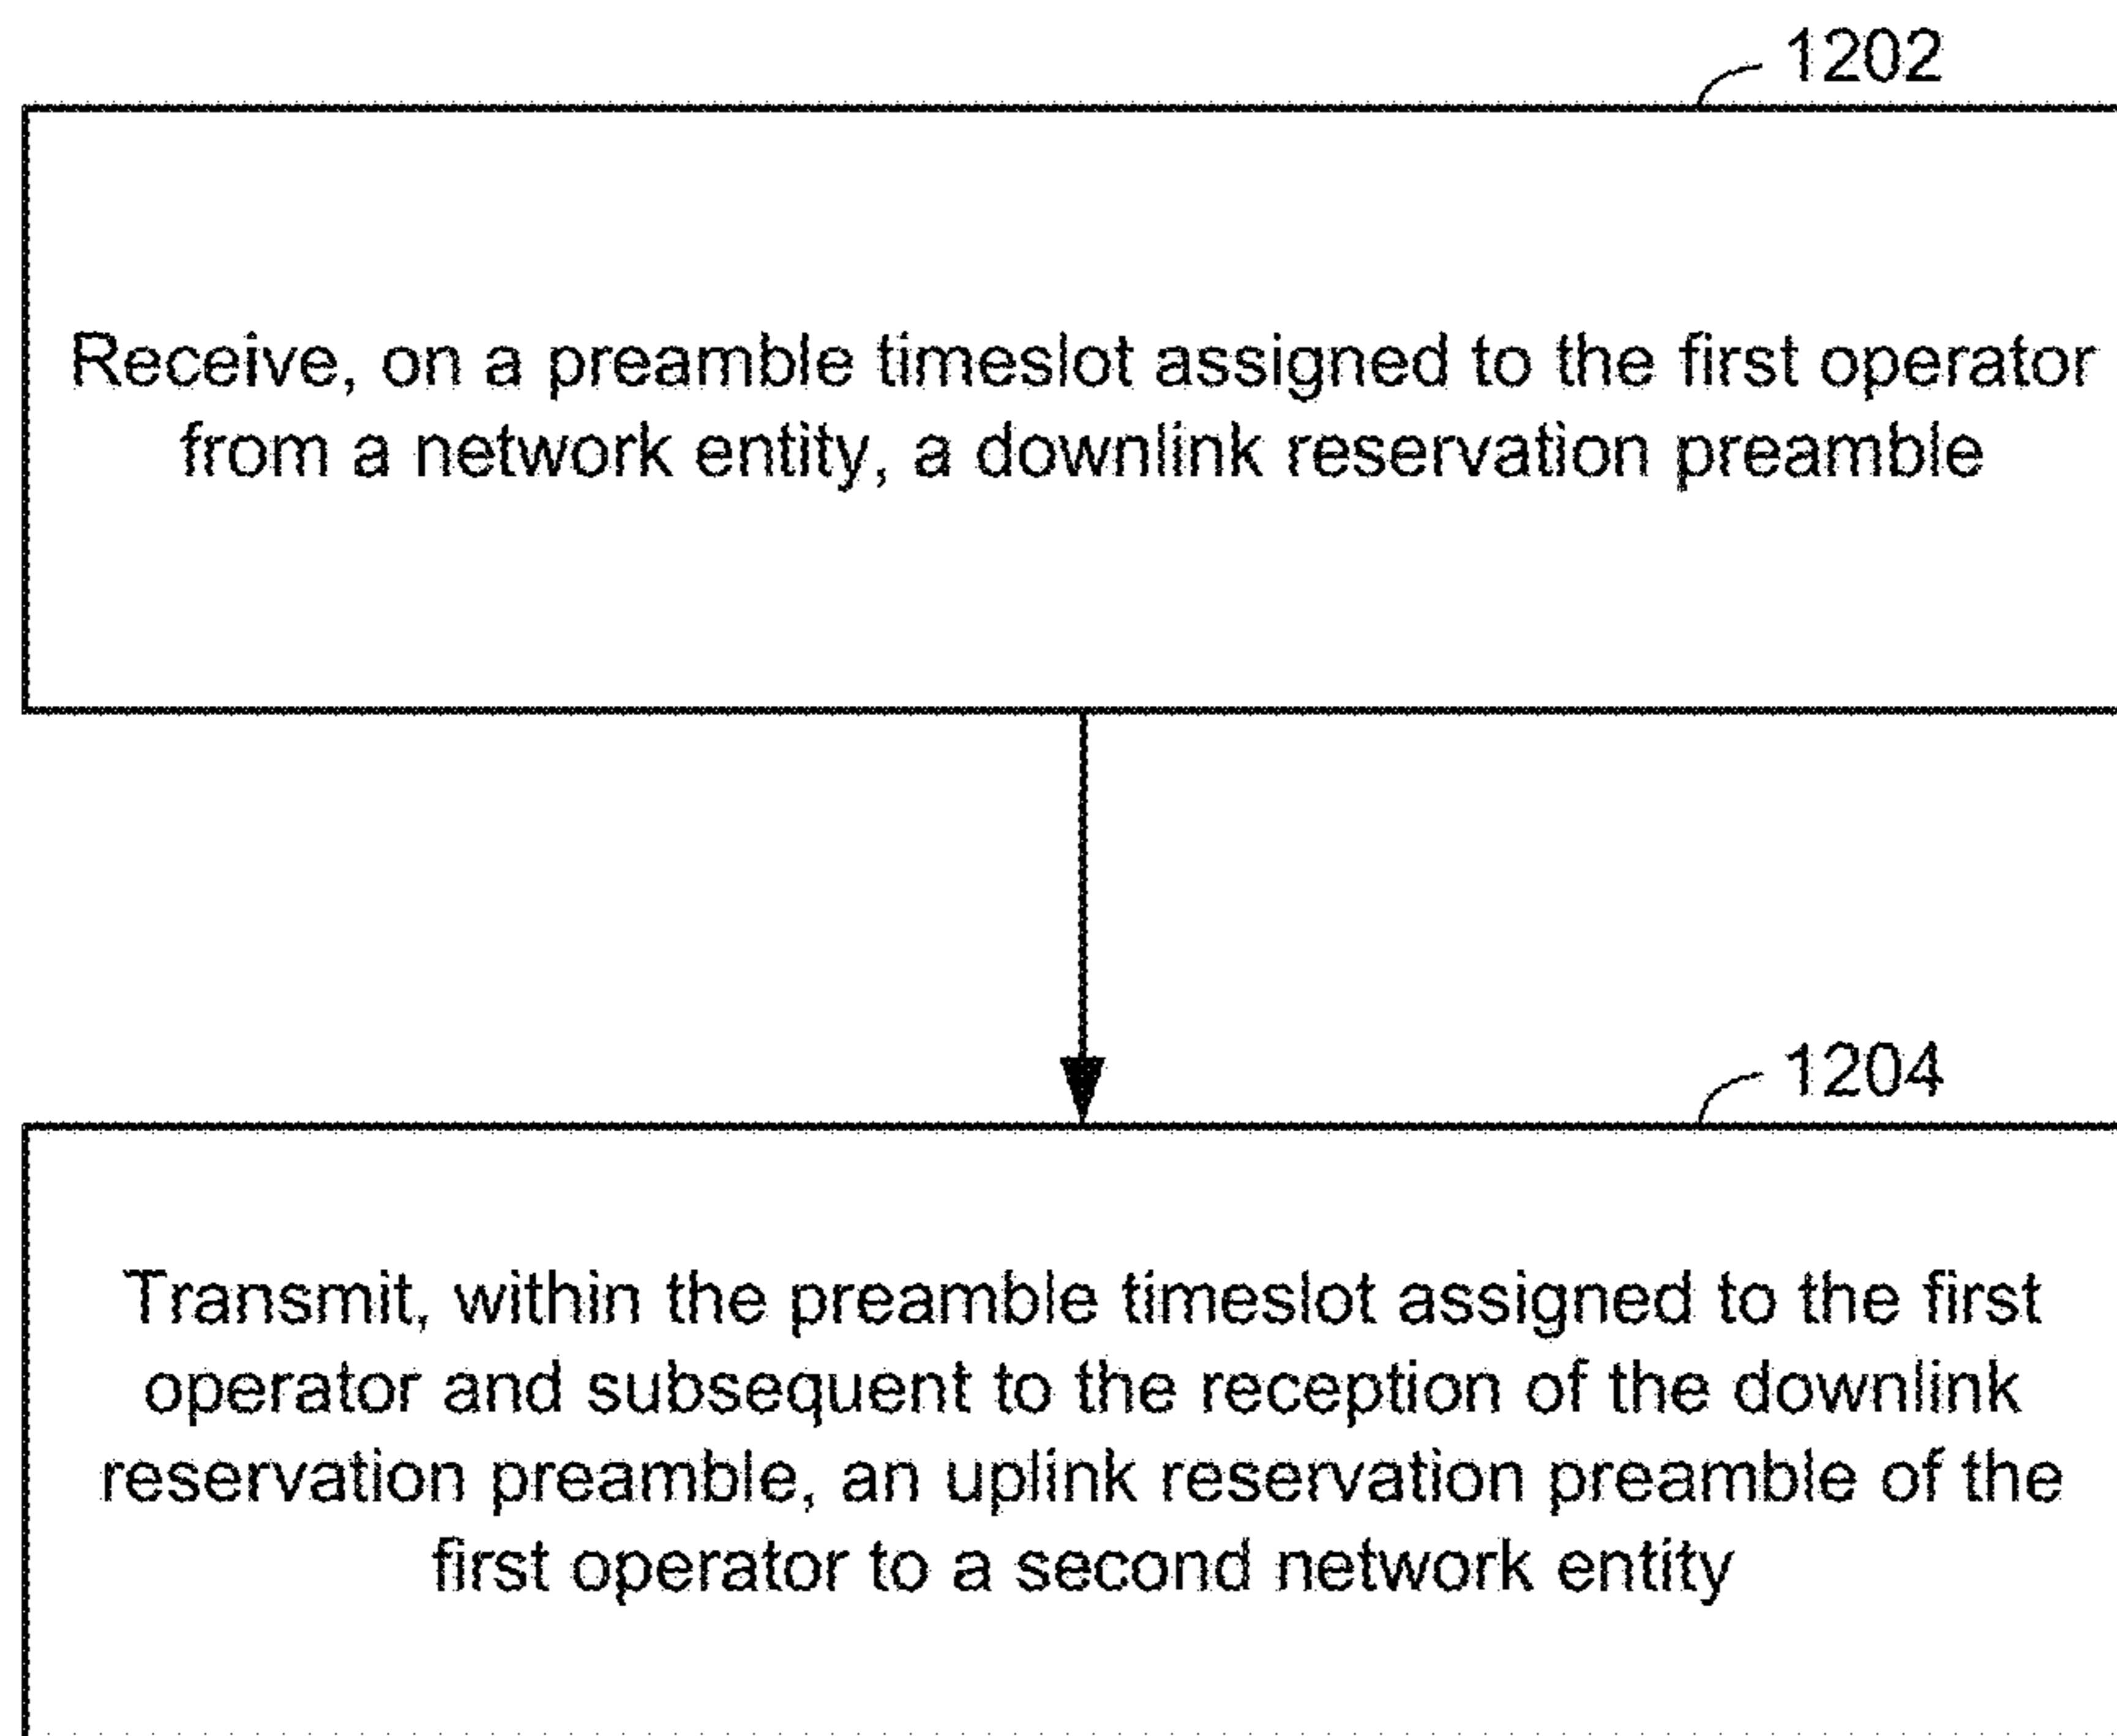 1202
Receive, on a preamble timeslot assigned to the first operator
from a network entity, a downlink reservation preamble
1204
Transmit, within the preamble timeslot assigned to the first
operator and subsequent to the reception of the downlink
reservation preamble, an uplink reservation preamble of the
first operator to a second network entity